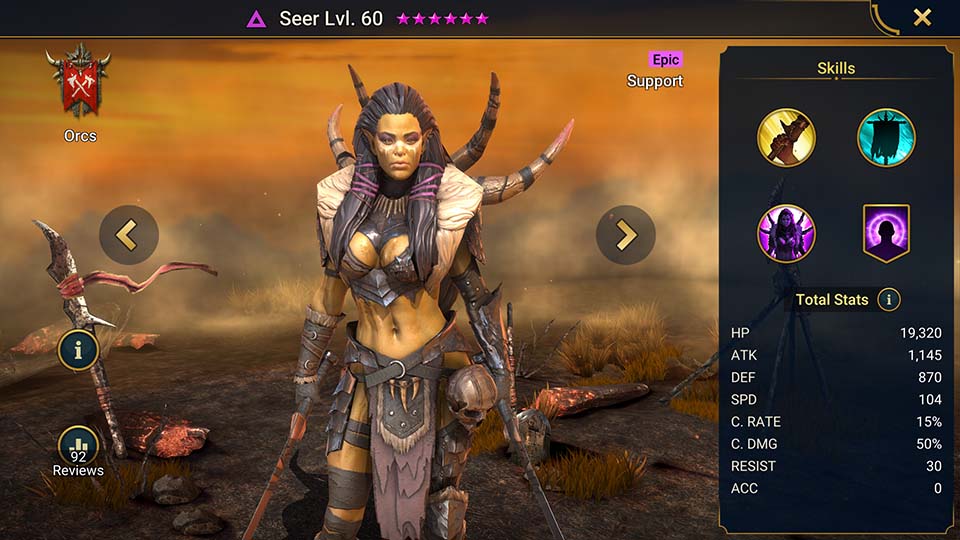 Seer Lvl. 60
Orcs
Epic
Support
92
Reviews
Skills
Total Stats
HP 19,320
ATK 1,145
DEF 870
SPD 104
C. RATE 15%
C. DMG 50%
RESIST 30
ACC 0